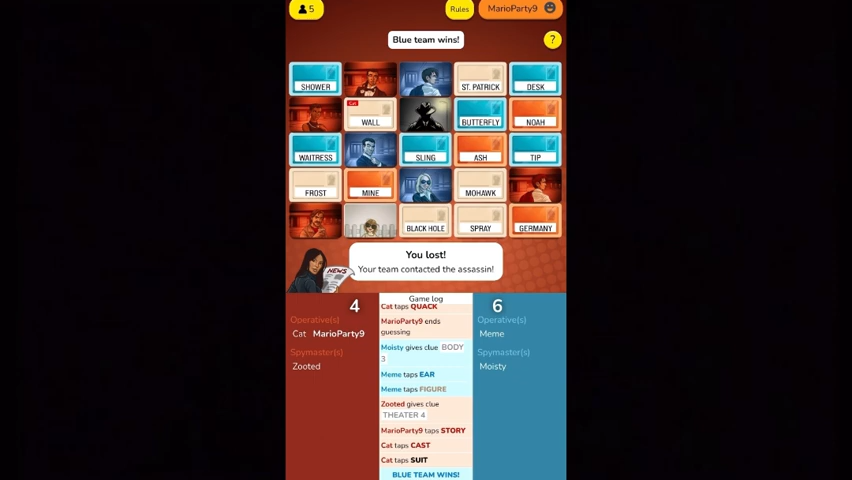 5
Rules
MarioParty9
Blue team wins!
?
SHOWER
ST. PATRICK
DESK
Cat
WALL
BUTTERFLY
NOAH
WAITRESS
SLING
ASH
TIP
FROST
MINE
MOHAWK
BLACK HOLE
SPRAY
GERMANY
You lost!
Your team contacted the assassin!
NEWS
4
Operative(s)
Cat MarioParty9
Spymaster(s)
Zooted
Game log
Cat taps QUACK
MarioParty9 ends
guessing
Moisty gives clue BODY
3
Meme taps EAR
Meme taps FIGURE
Zooted gives clue
THEATER 4
MarioParty9 taps STORY
Cat taps CAST
Cat taps SUIT
BLUE TEAM WINS!
6
Operative(s)
Meme
Spymaster(s)
Moisty